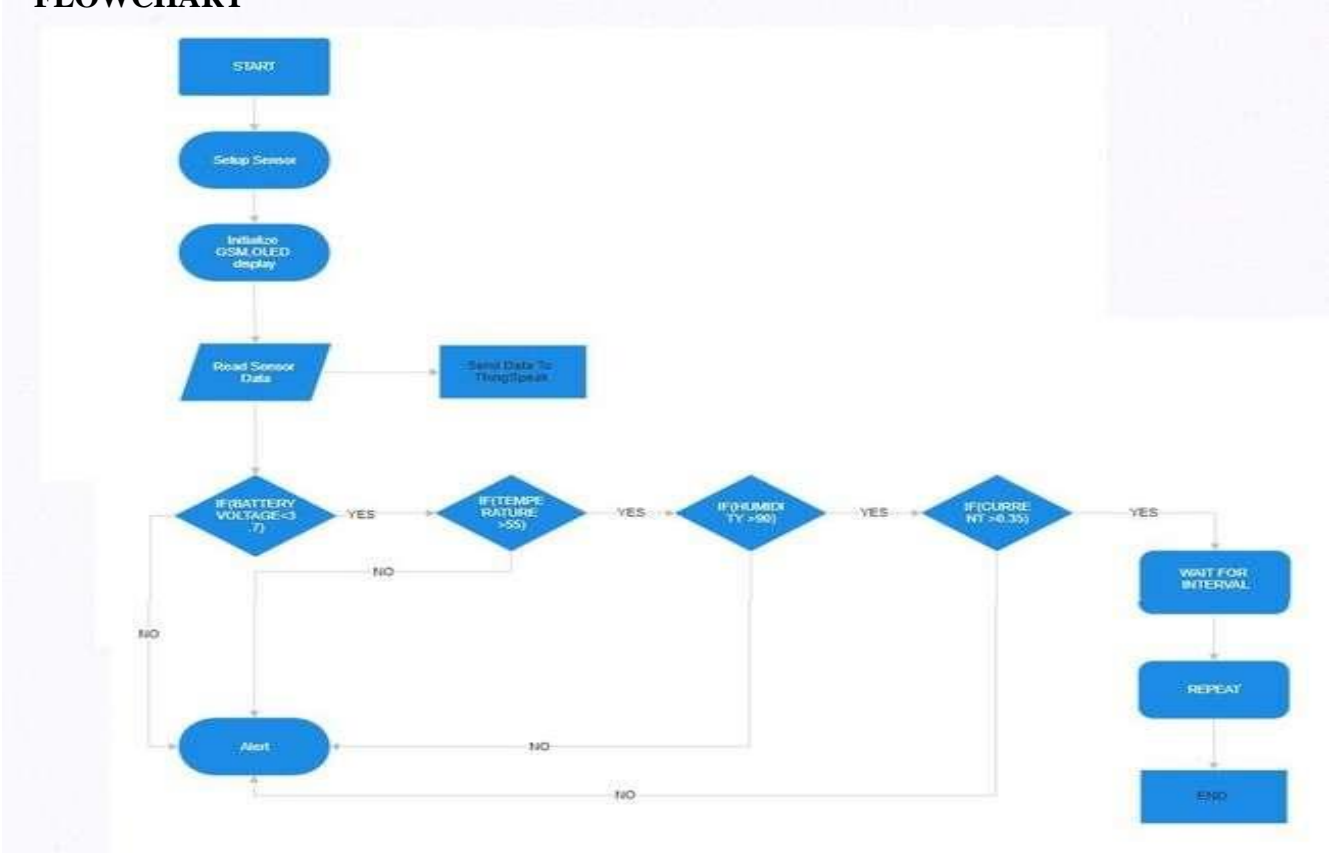 FLOWCHART
START
Setup Sensor
Initialize
GSM,OLED
display
Read Sensor
Data
Send Data To
ThingSpeak
IF(BATTERY
VOLTAGE<3
.7)
YES
IF(TEMPE
RATURE
>55)
YES
IF(HUMIDI
TY >90)
YES
IF(CURRE
NT >0.35)
YES
NO
WAIT FOR
INTERVAL
NO
REPEAT
Alert
NO
NO
END